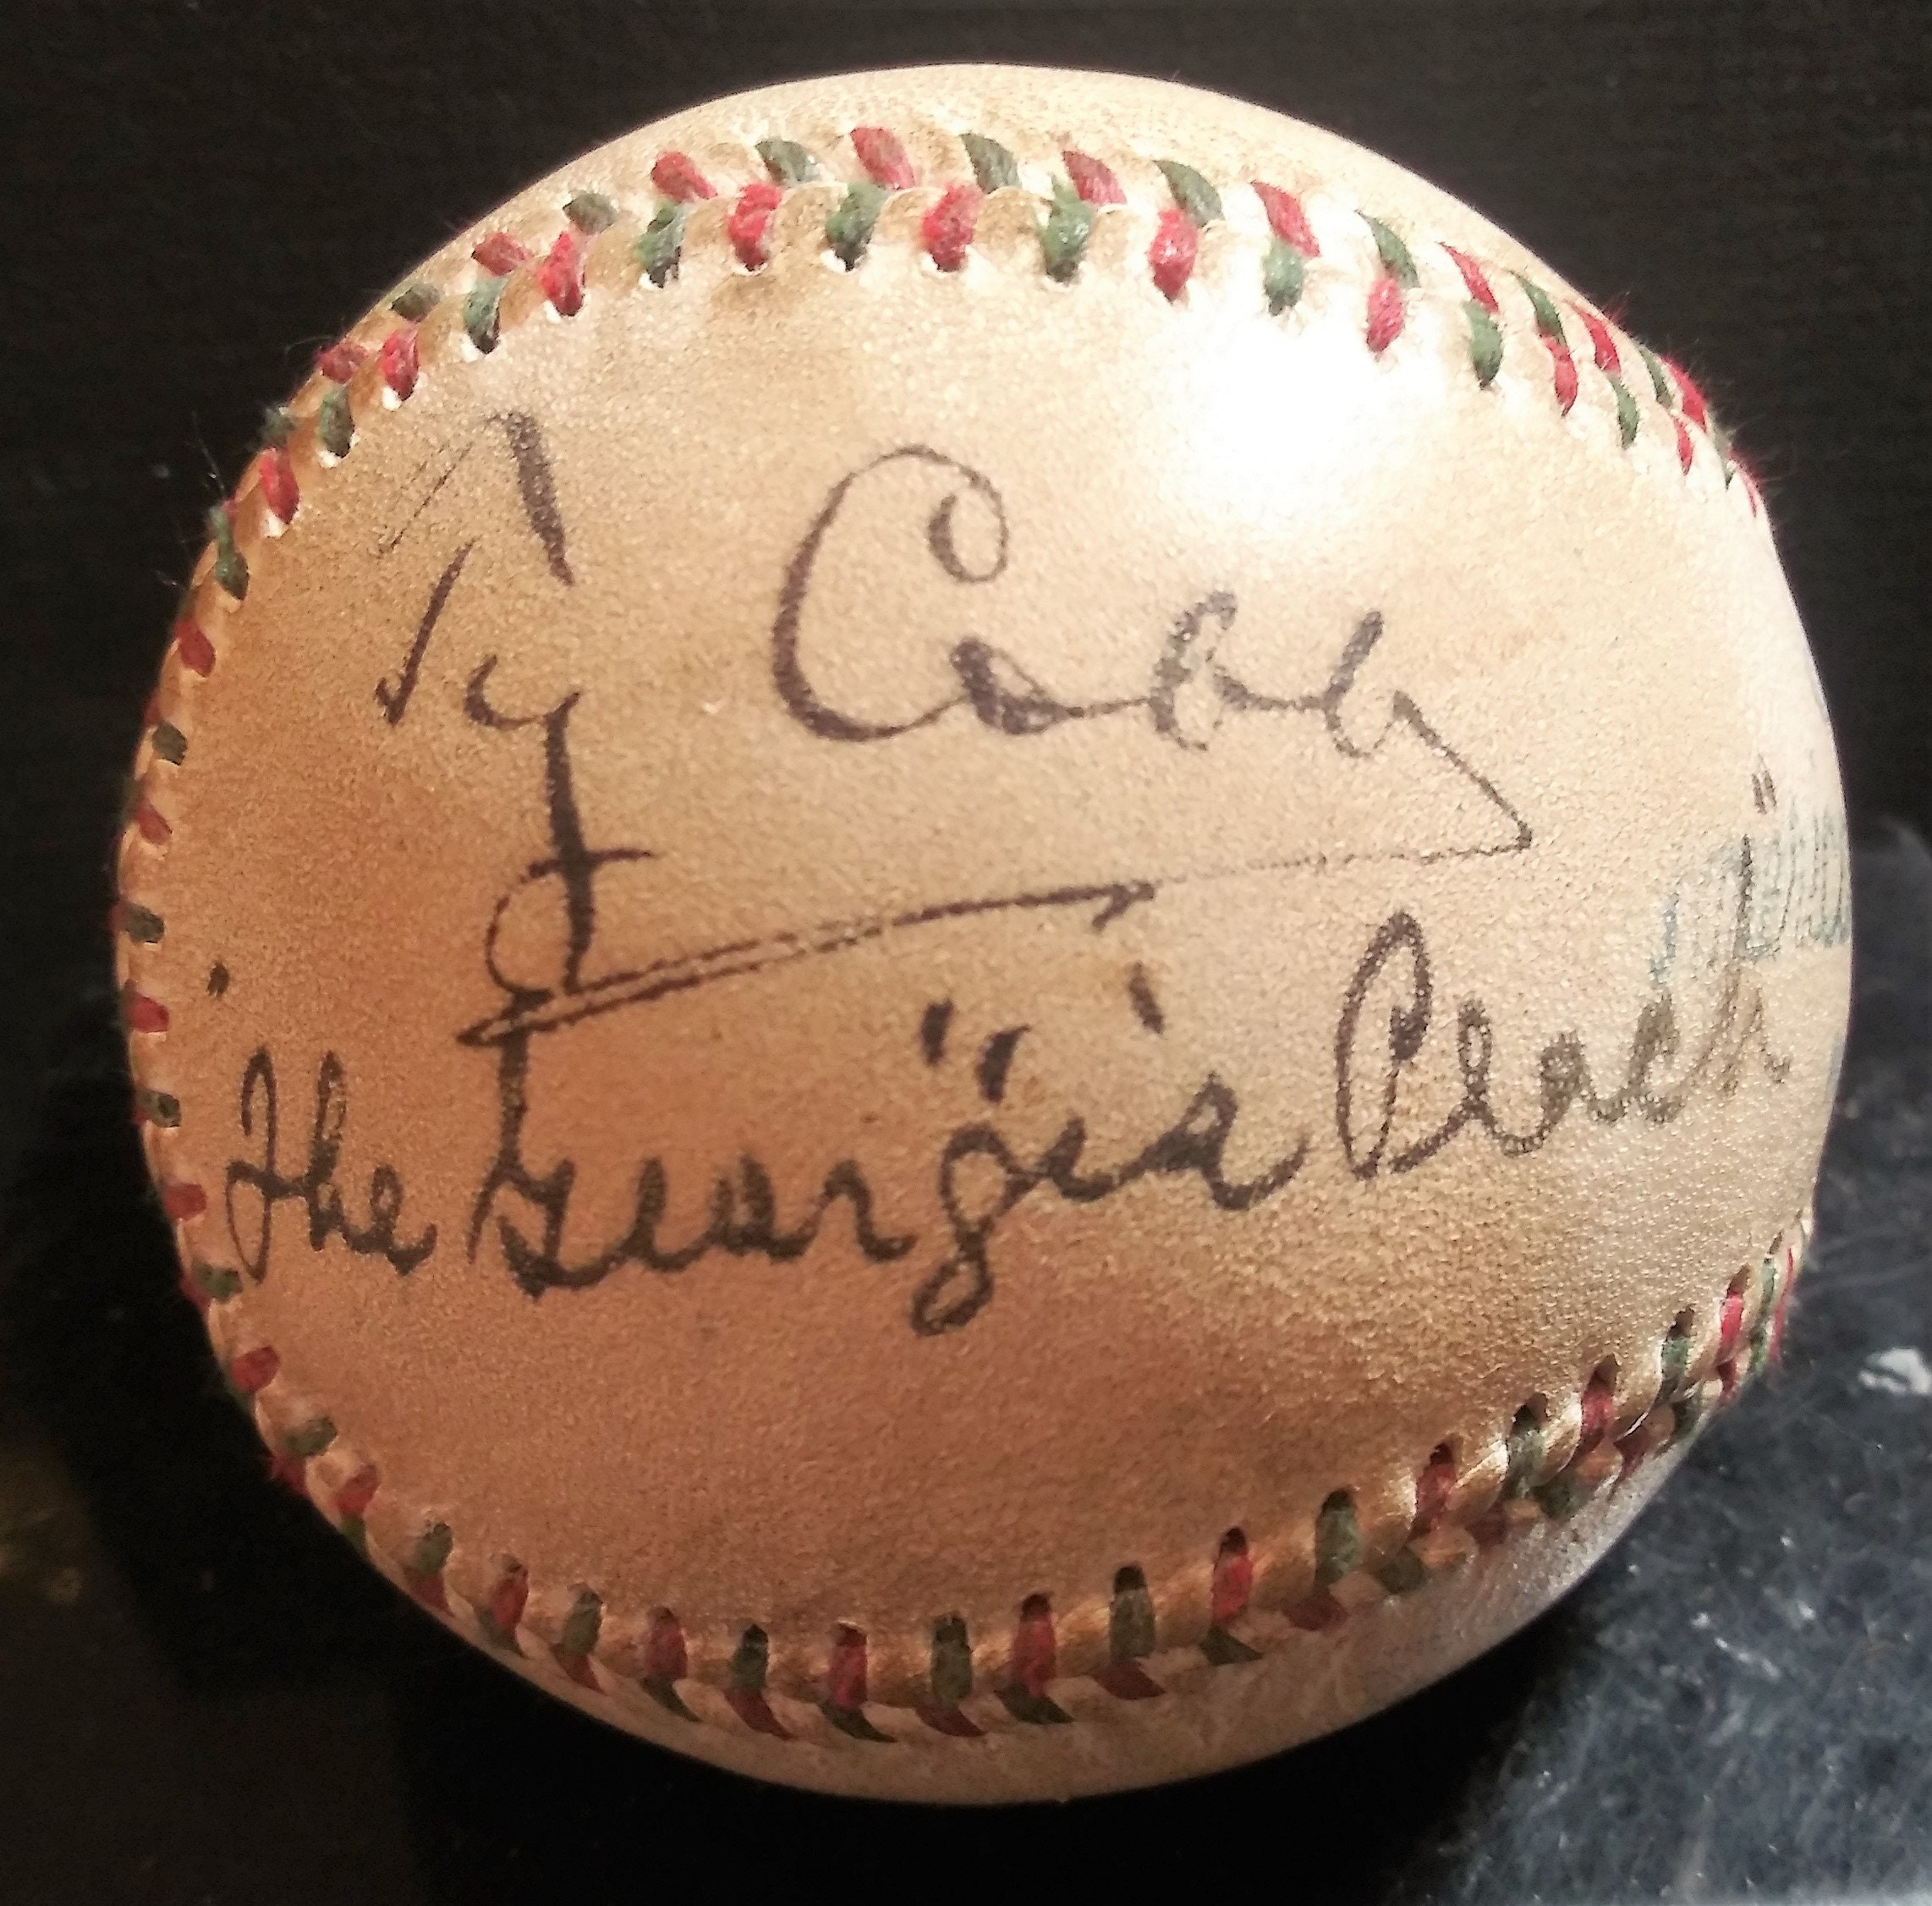 Ty Cobb
"The "Georgia" Peach"